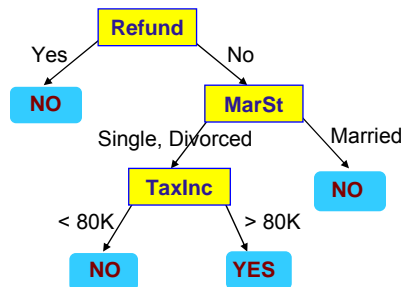 Refund
Yes No
NO MarSt
Single, Divorced Married
TaxInc NO
< 80K > 80K
NO YES